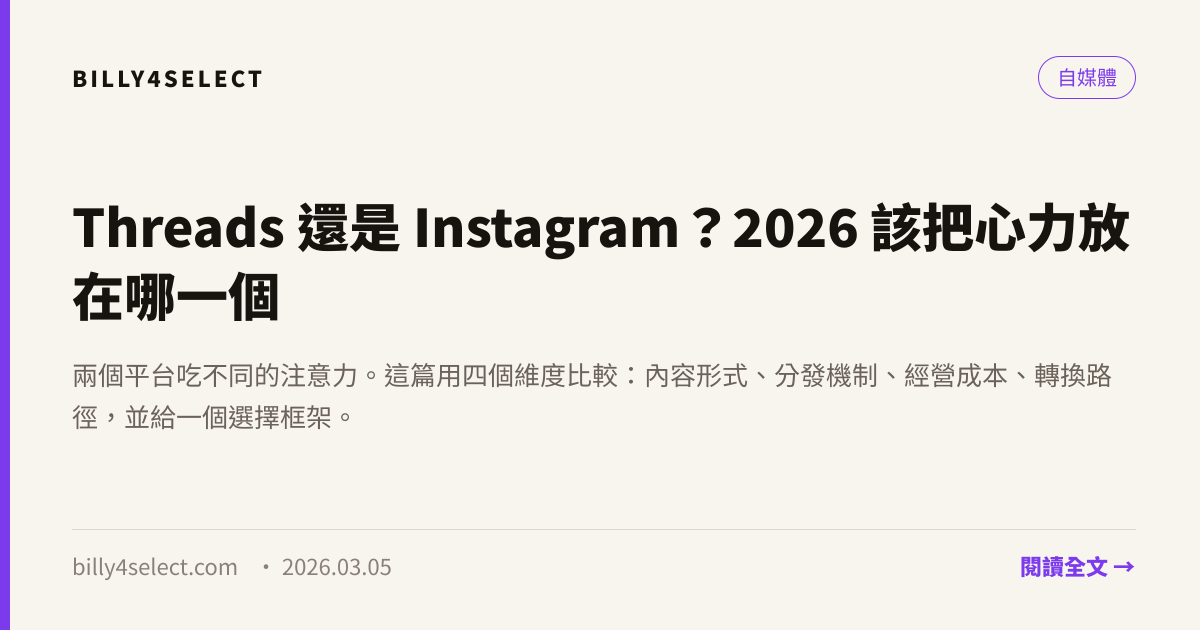 BILLY4SELECT
自媒體
Threads 還是 Instagram？2026 該把心力放
在哪一個
兩個平台吃不同的注意力。這篇用四個維度比較：內容形式、分發機制、經營成本、轉換路
徑，並給一個選擇框架。
billy4select.com ・ 2026.03.05
閱讀全文 →